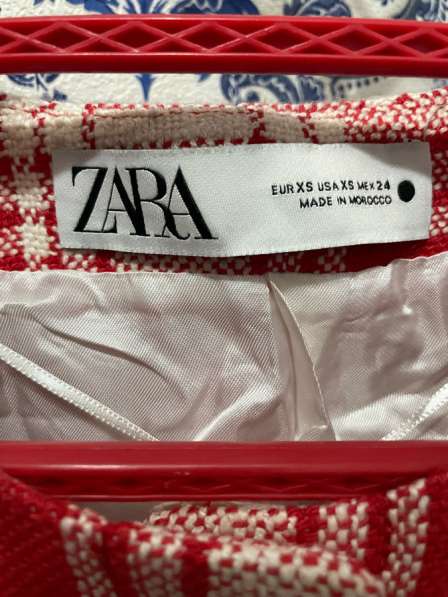 ZARA
EUR XS USA XS MEX 24
MADE IN MOROCCO